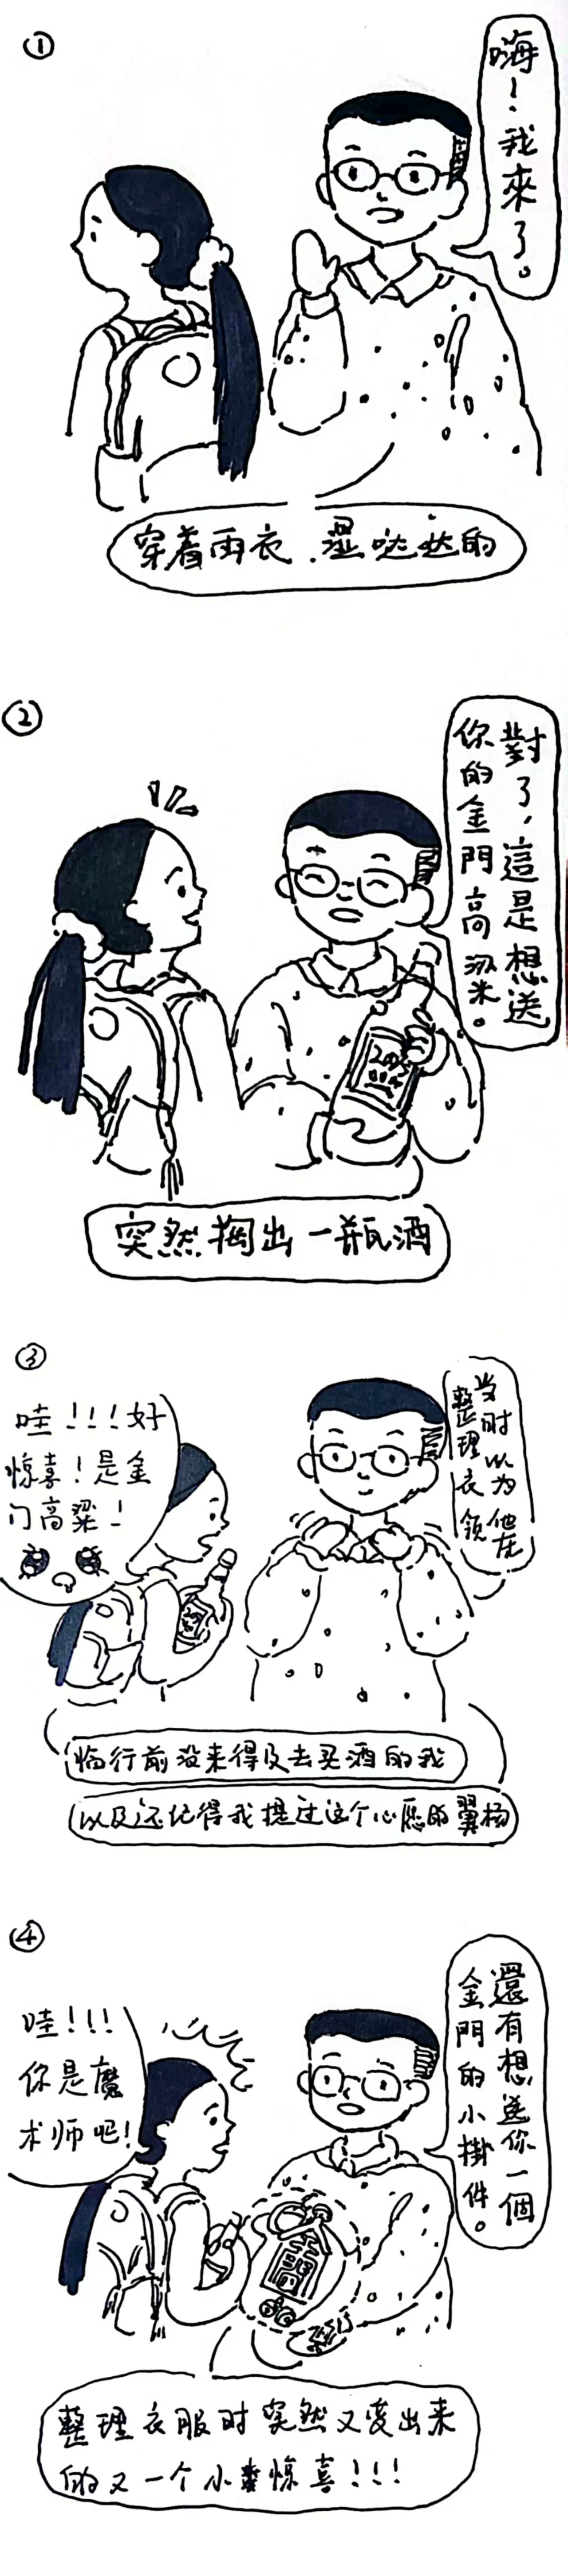 ①
嗨！我來了。
穿着雨衣，湿哒哒的
②
對了，這是想送
你的金門高粱。
突然掏出一瓶酒
③
哇!!!好
惊喜！是金
门高粱！
当时以为他在
整理衣领
临行前没来得及去买酒的我
以及还记得我提过这个心愿的翼杨
④
還有想送你一個
金門的小掛件。
哇!!!
你是魔
术师吧!
金門
整理衣服时突然又变出来
的又一个小惊喜!!!